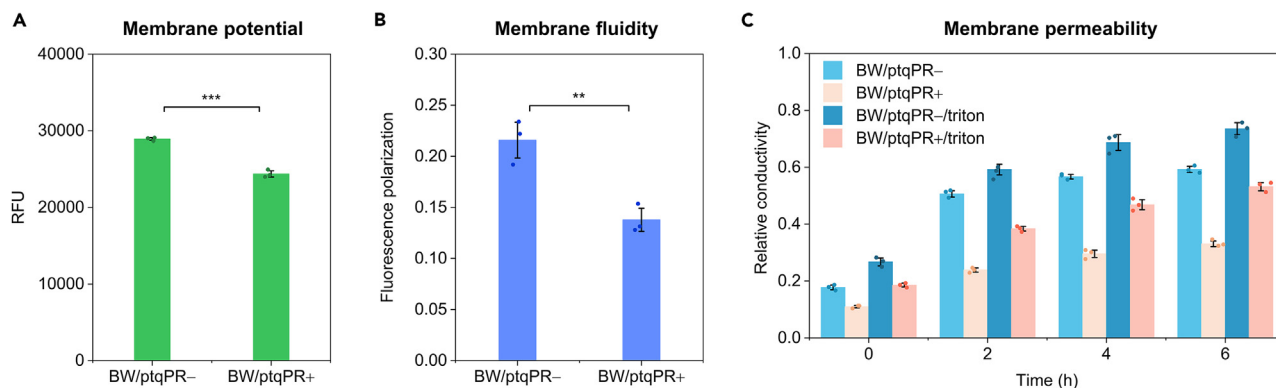 A
Membrane potential
40000
30000
20000
10000
0
RFU
***
BW/ptqPR−
BW/ptqPR+
B
Membrane fluidity
0.30
0.25
0.20
0.15
0.10
0.05
0.00
Fluorescence polarization
**
BW/ptqPR−
BW/ptqPR+
C
Membrane permeability
1.0
0.8
0.6
0.4
0.2
0.0
Relative conductivity
BW/ptqPR−
BW/ptqPR+
BW/ptqPR−/triton
BW/ptqPR+/triton
0
2
4
6
Time (h)